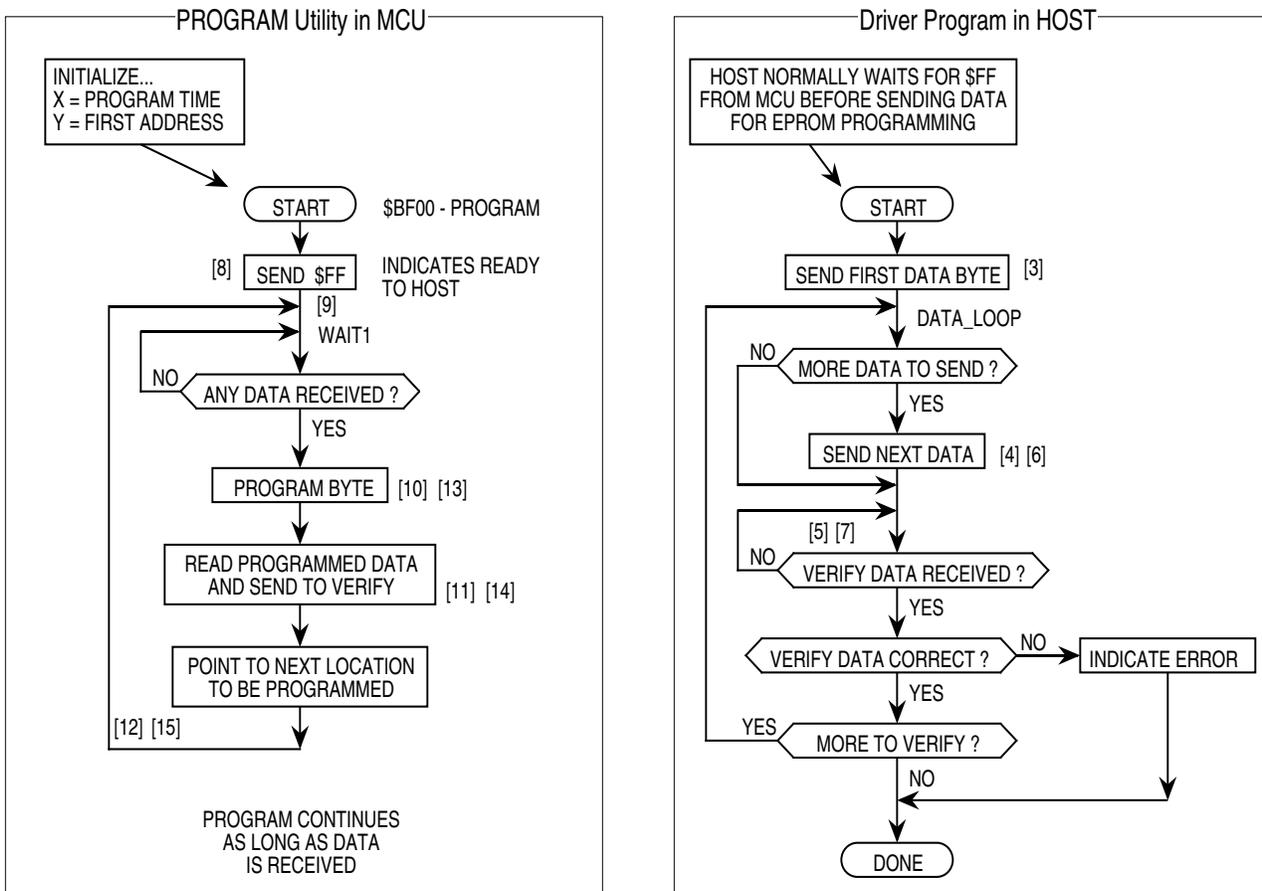 PROGRAM Utility in MCU
INITIALIZE...
X = PROGRAM TIME
Y = FIRST ADDRESS
START
$BF00 - PROGRAM
[8]
SEND $FF
INDICATES READY
TO HOST
[9]
WAIT1
NO
ANY DATA RECEIVED ?
YES
PROGRAM BYTE
[10] [13]
READ PROGRAMMED DATA
AND SEND TO VERIFY
[11] [14]
POINT TO NEXT LOCATION
TO BE PROGRAMMED
[12] [15]
PROGRAM CONTINUES
AS LONG AS DATA
IS RECEIVED
Driver Program in HOST
HOST NORMALLY WAITS FOR $FF
FROM MCU BEFORE SENDING DATA
FOR EPROM PROGRAMMING
START
SEND FIRST DATA BYTE
[3]
DATA_LOOP
NO
MORE DATA TO SEND ?
YES
SEND NEXT DATA
[4] [6]
[5] [7]
NO
VERIFY DATA RECEIVED ?
YES
VERIFY DATA CORRECT ?
NO
INDICATE ERROR
YES
YES
MORE TO VERIFY ?
NO
DONE